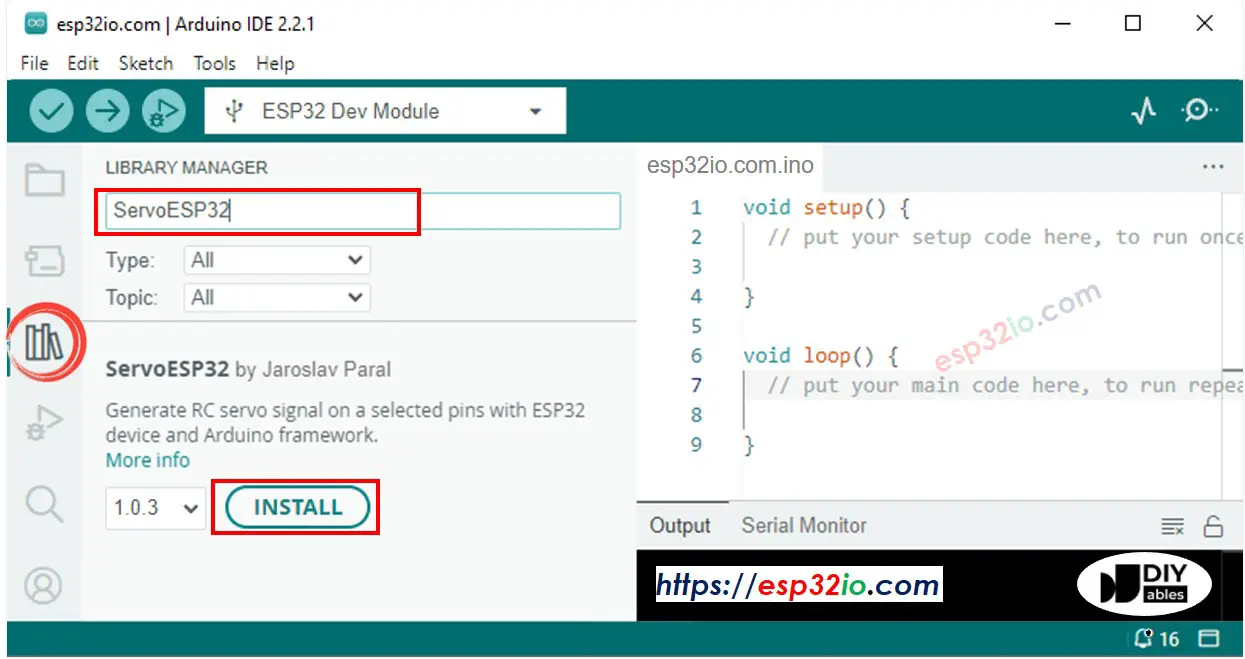 esp32io.com | Arduino IDE 2.2.1
File Edit Sketch Tools Help
ESP32 Dev Module
LIBRARY MANAGER
ServoESP32
Type: All
Topic: All
ServoESP32 by Jaroslav Paral
Generate RC servo signal on a selected pins with ESP32
device and Arduino framework.
More info
1.0.3 INSTALL
esp32io.com.ino
1 void setup() {
2 // put your setup code here, to run once
3
4 }
5
6 void loop() {
7 // put your main code here, to run repea
8
9 }
esp32io.com
Output Serial Monitor
https://esp32io.com
DIY
ables
16